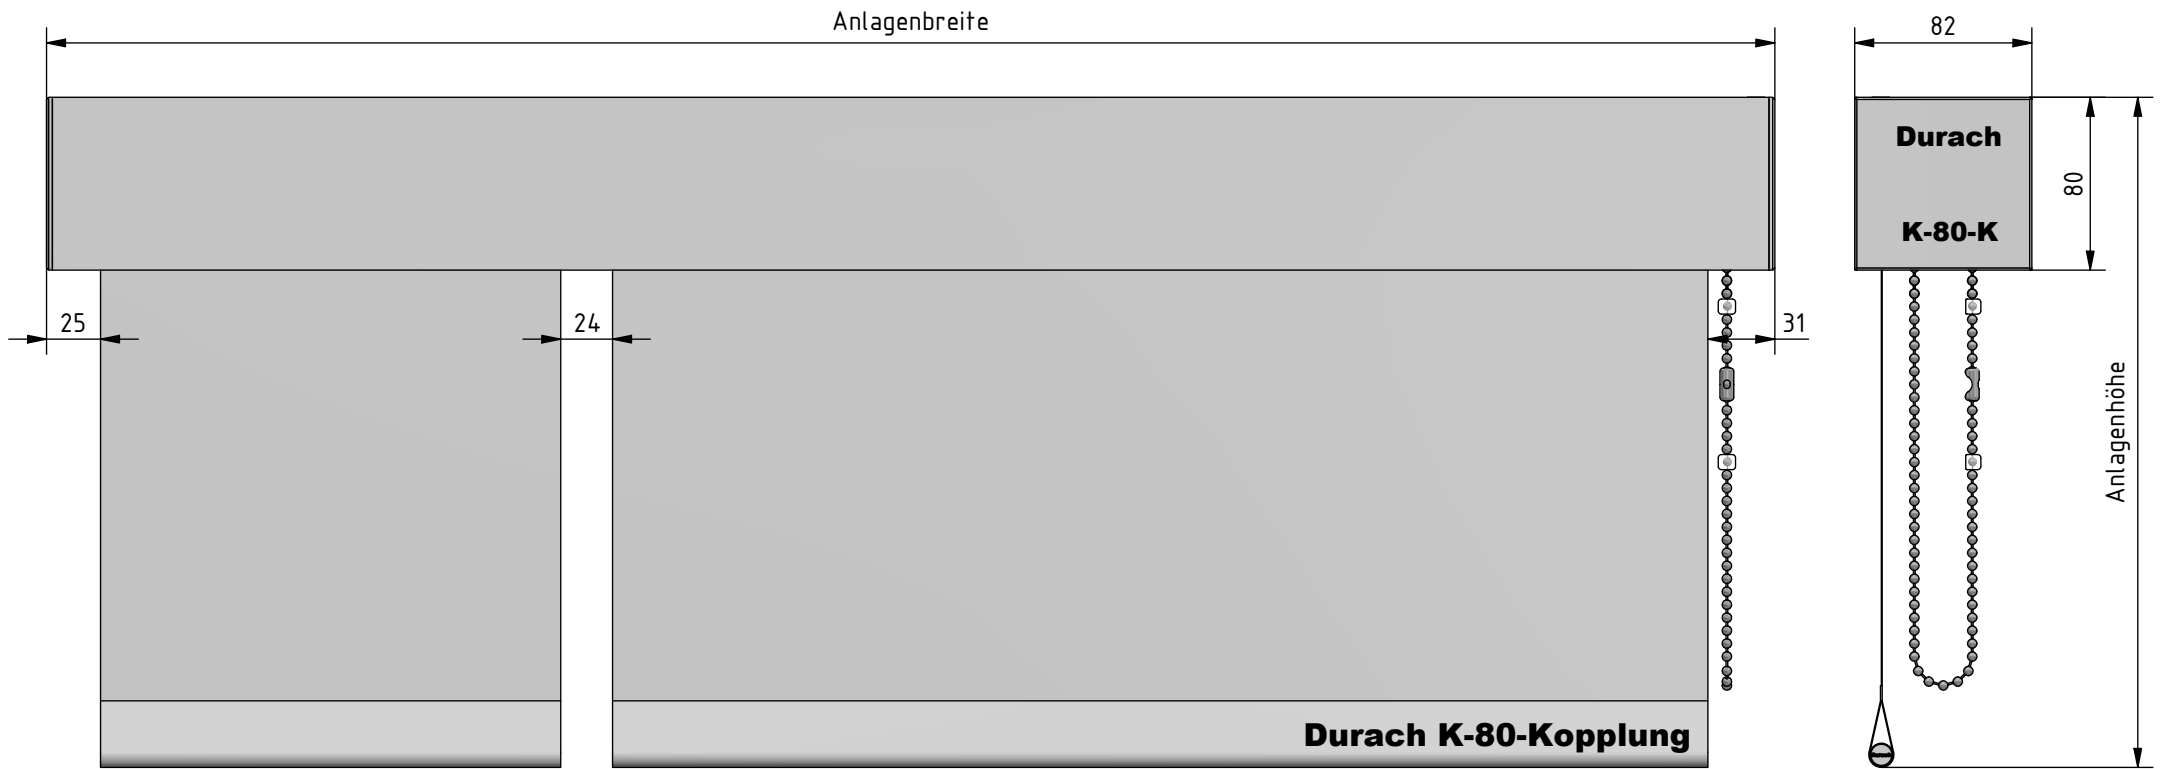 Anlagenbreite
82
Durach
80
K-80-K
25
24
31
Anlagenhöhe
Durach K-80-Kopplung